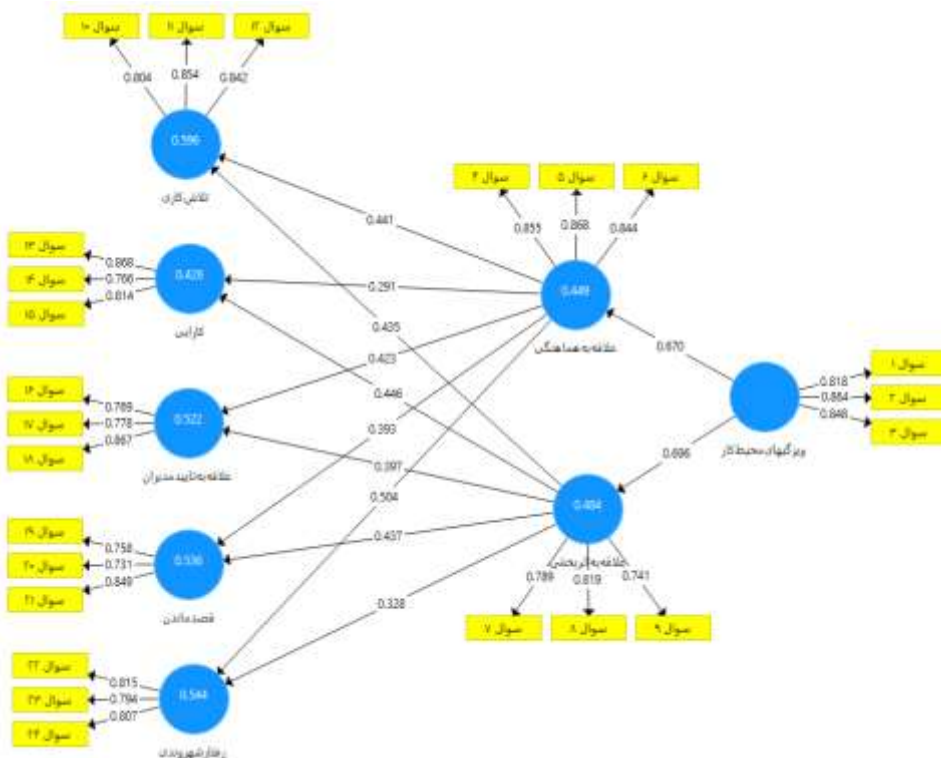 سوال ۱۰
سوال ۱۱
سوال ۱۲
0.804
0.854
0.842
0.596
تلاش کاری
سوال ۴
سوال ۵
سوال ۶
0.855
0.868
0.844
0.449
علاقه به هماهنگی
سوال ۱۳
سوال ۱۴
سوال ۱۵
0.868
0.766
0.814
0.428
کارایی
0.441
0.291
0.435
0.423
0.446
0.393
0.397
0.504
0.437
0.328
0.670
0.696
سوال ۱
سوال ۲
سوال ۳
0.818
0.864
0.848
ویژگیهای محیط کار
سوال ۱۶
سوال ۱۷
سوال ۱۸
0.769
0.778
0.867
0.522
علاقه به تایید مدیران
0.484
علاقه به اثربخشی
0.789
0.819
0.741
سوال ۷
سوال ۸
سوال ۹
سوال ۱۹
سوال ۲۰
سوال ۲۱
0.758
0.731
0.849
0.536
قصد ماندن
سوال ۲۲
سوال ۲۳
سوال ۲۴
0.815
0.794
0.807
0.544
رفتار شهروندی